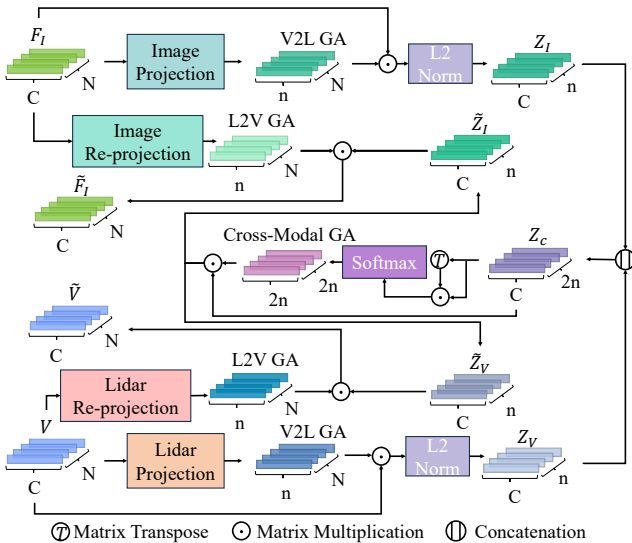 F_I
C
N
Image
Projection
V2L GA
n
N
L2
Norm
Z_I
C
n
Image
Re-projection
L2V GA
n
N
Z̃_I
C
n
F̃_I
C
N
Cross-Modal GA
2n
2n
Softmax
T
Z_c
C
2n
Ṽ
C
N
Lidar
Re-projection
L2V GA
n
N
Z̃_V
C
n
V
C
N
Lidar
Projection
V2L GA
n
N
L2
Norm
Z_V
C
n
T Matrix Transpose
Matrix Multiplication
Concatenation